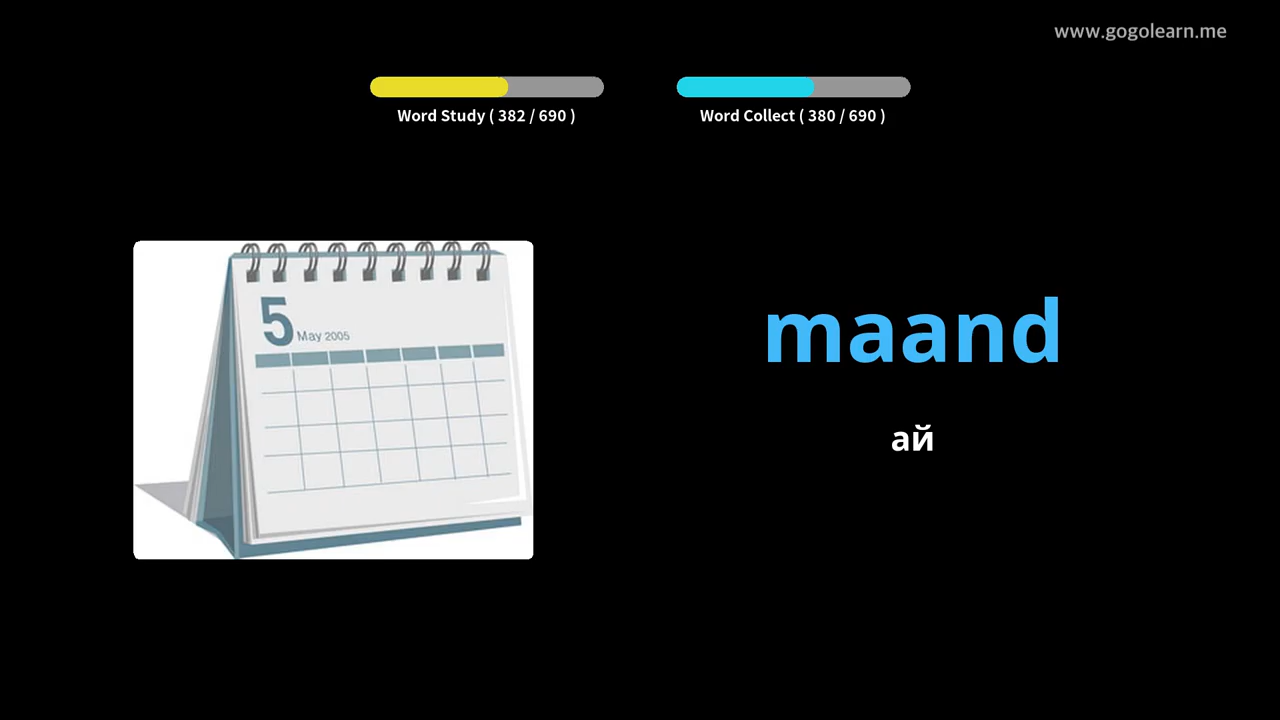 www.gogolearn.me
Word Study ( 382 / 690 )
Word Collect ( 380 / 690 )
5 May 2005
maand
ай